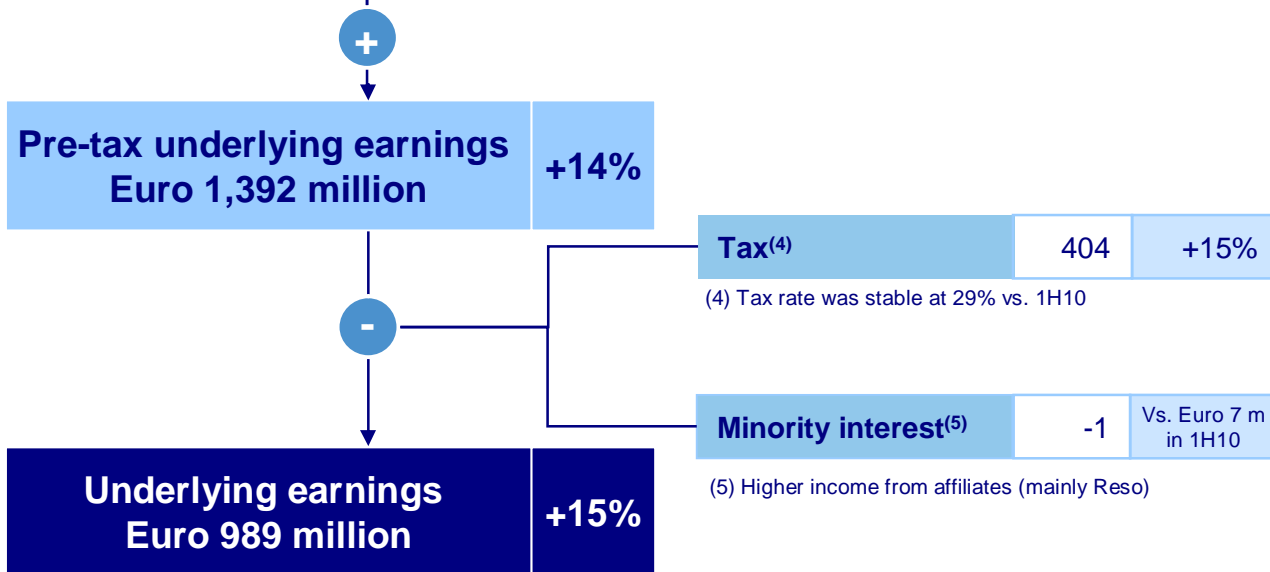 +
Pre-tax underlying earnings
Euro 1,392 million
+14%
Tax(4)
404
+15%
(4) Tax rate was stable at 29% vs. 1H10
-
Minority interest(5)
-1
Vs. Euro 7 m
in 1H10
(5) Higher income from affiliates (mainly Reso)
Underlying earnings
Euro 989 million
+15%